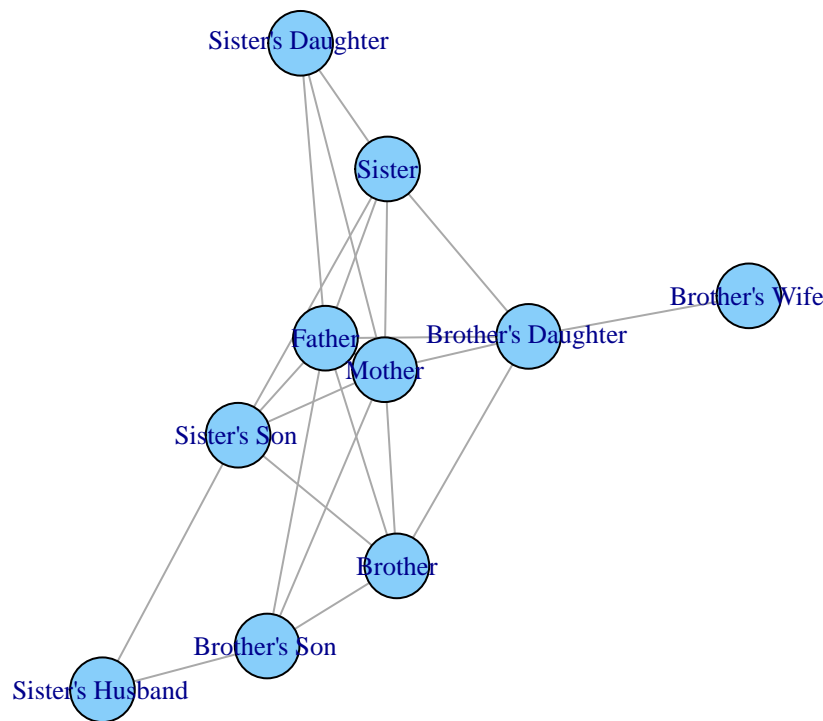 Sister's Daughter
Sister
Brother's Wife
Father
Brother's Daughter
Mother
Sister's Son
Brother
Brother's Son
Sister's Husband